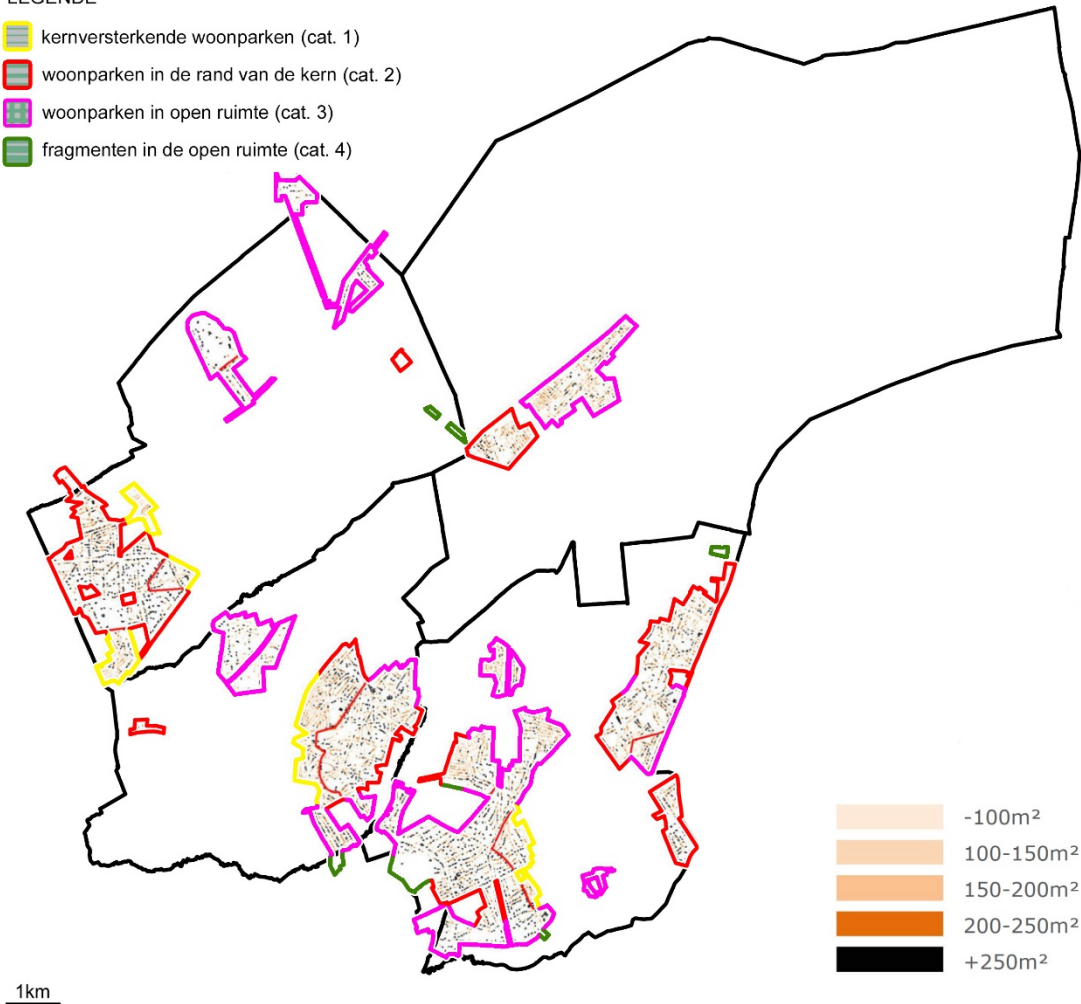 LEGENDE
kernversterkende woonparken (cat. 1)
woonparken in de rand van de kern (cat. 2)
woonparken in open ruimte (cat. 3)
fragmenten in de open ruimte (cat. 4)
-100m²
100-150m²
150-200m²
200-250m²
+250m²
1km